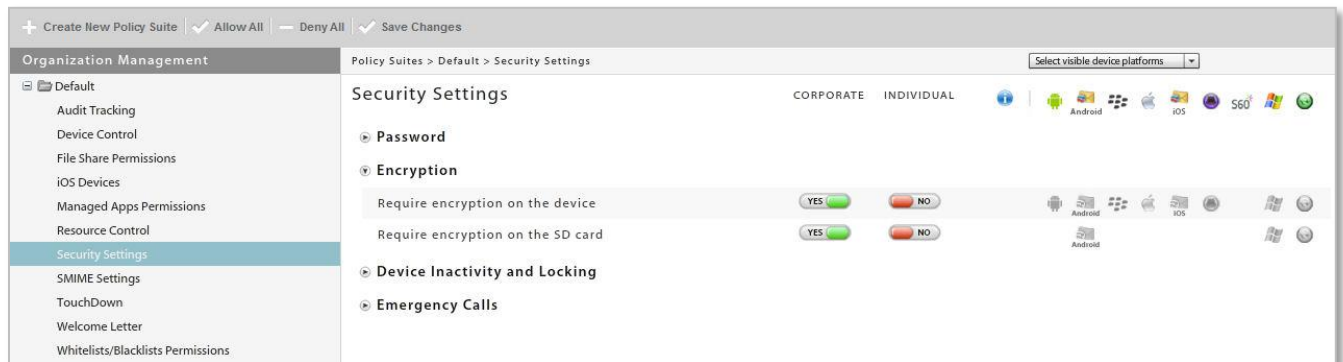 Create New Policy Suite Allow All Deny All Save Changes
Organization Management
Policy Suites > Default > Security Settings
Select visible device platforms
Default
Audit Tracking
Device Control
File Share Permissions
iOS Devices
Managed Apps Permissions
Resource Control
Security Settings
SMIME Settings
TouchDown
Welcome Letter
Whitelists/Blacklists Permissions
Security Settings CORPORATE INDIVIDUAL
Android iOS S60
Password
Encryption
Require encryption on the device YES NO
Android iOS
Require encryption on the SD card YES NO
Android
Device Inactivity and Locking
Emergency Calls